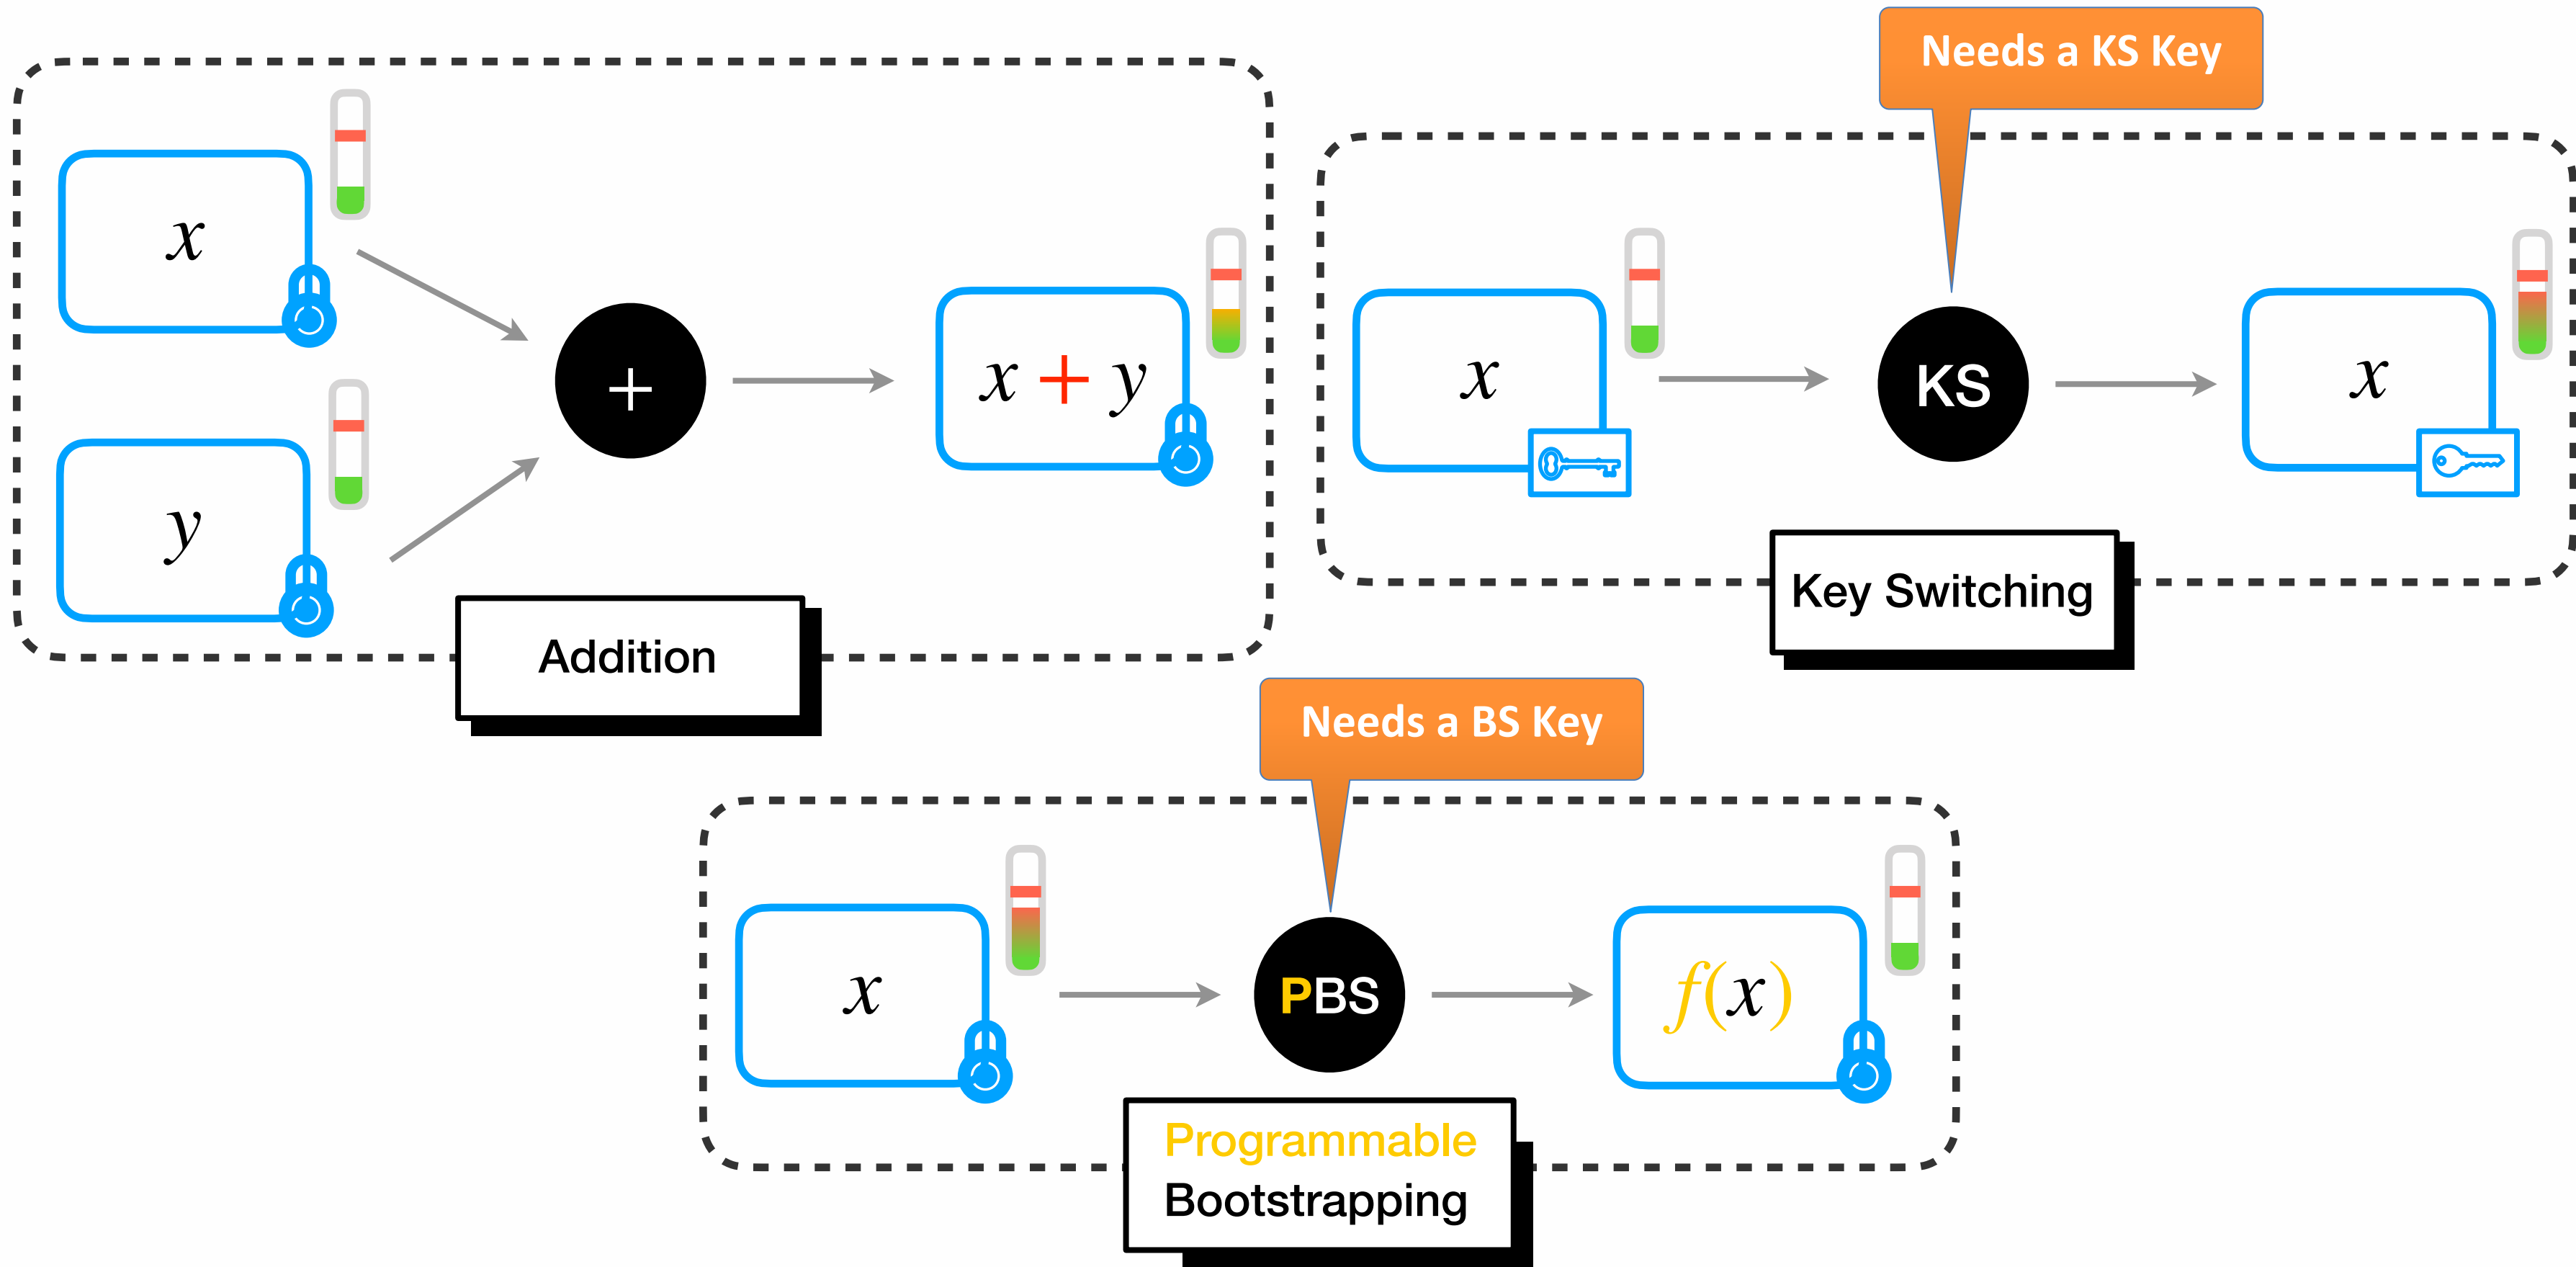 Needs a KS Key
x
y
+
x + y
Addition
x
KS
x
Key Switching
Needs a BS Key
x
PBS
f(x)
Programmable
Bootstrapping